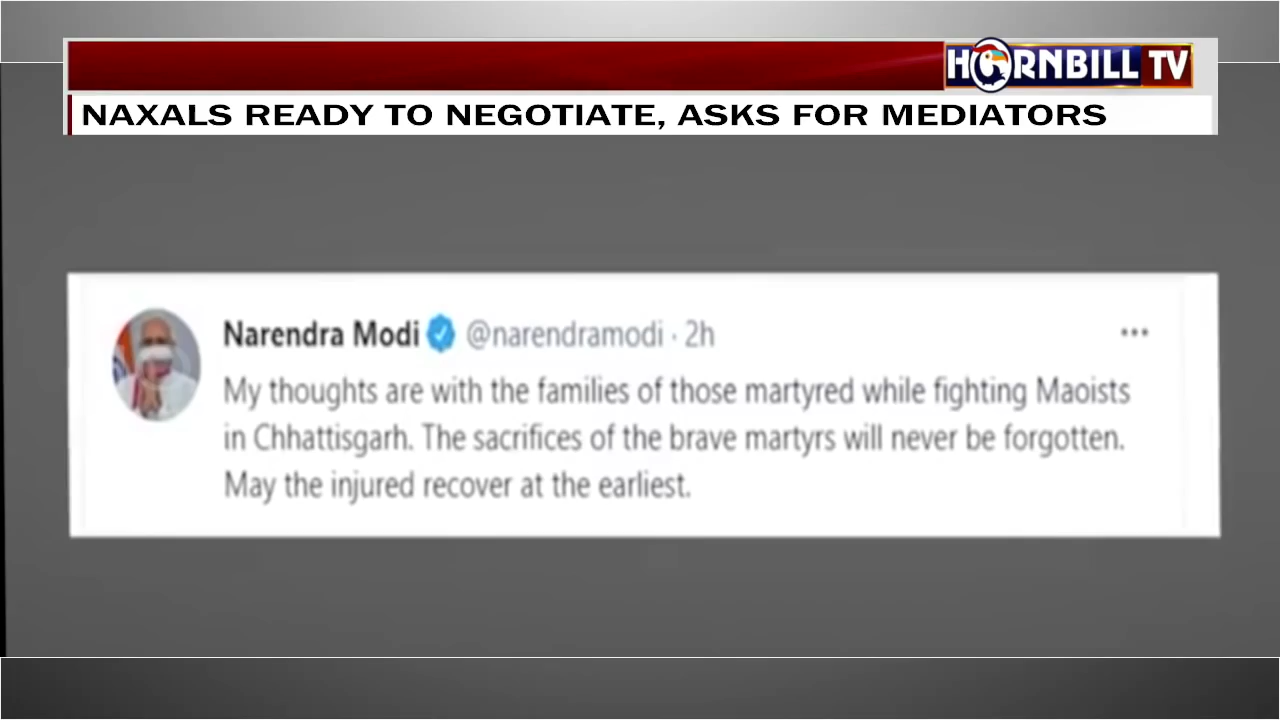 HORNBILL TV
NAXALS READY TO NEGOTIATE, ASKS FOR MEDIATORS
Narendra Modi @narendramodi · 2h
My thoughts are with the families of those martyred while fighting Maoists
in Chhattisgarh. The sacrifices of the brave martyrs will never be forgotten.
May the injured recover at the earliest.